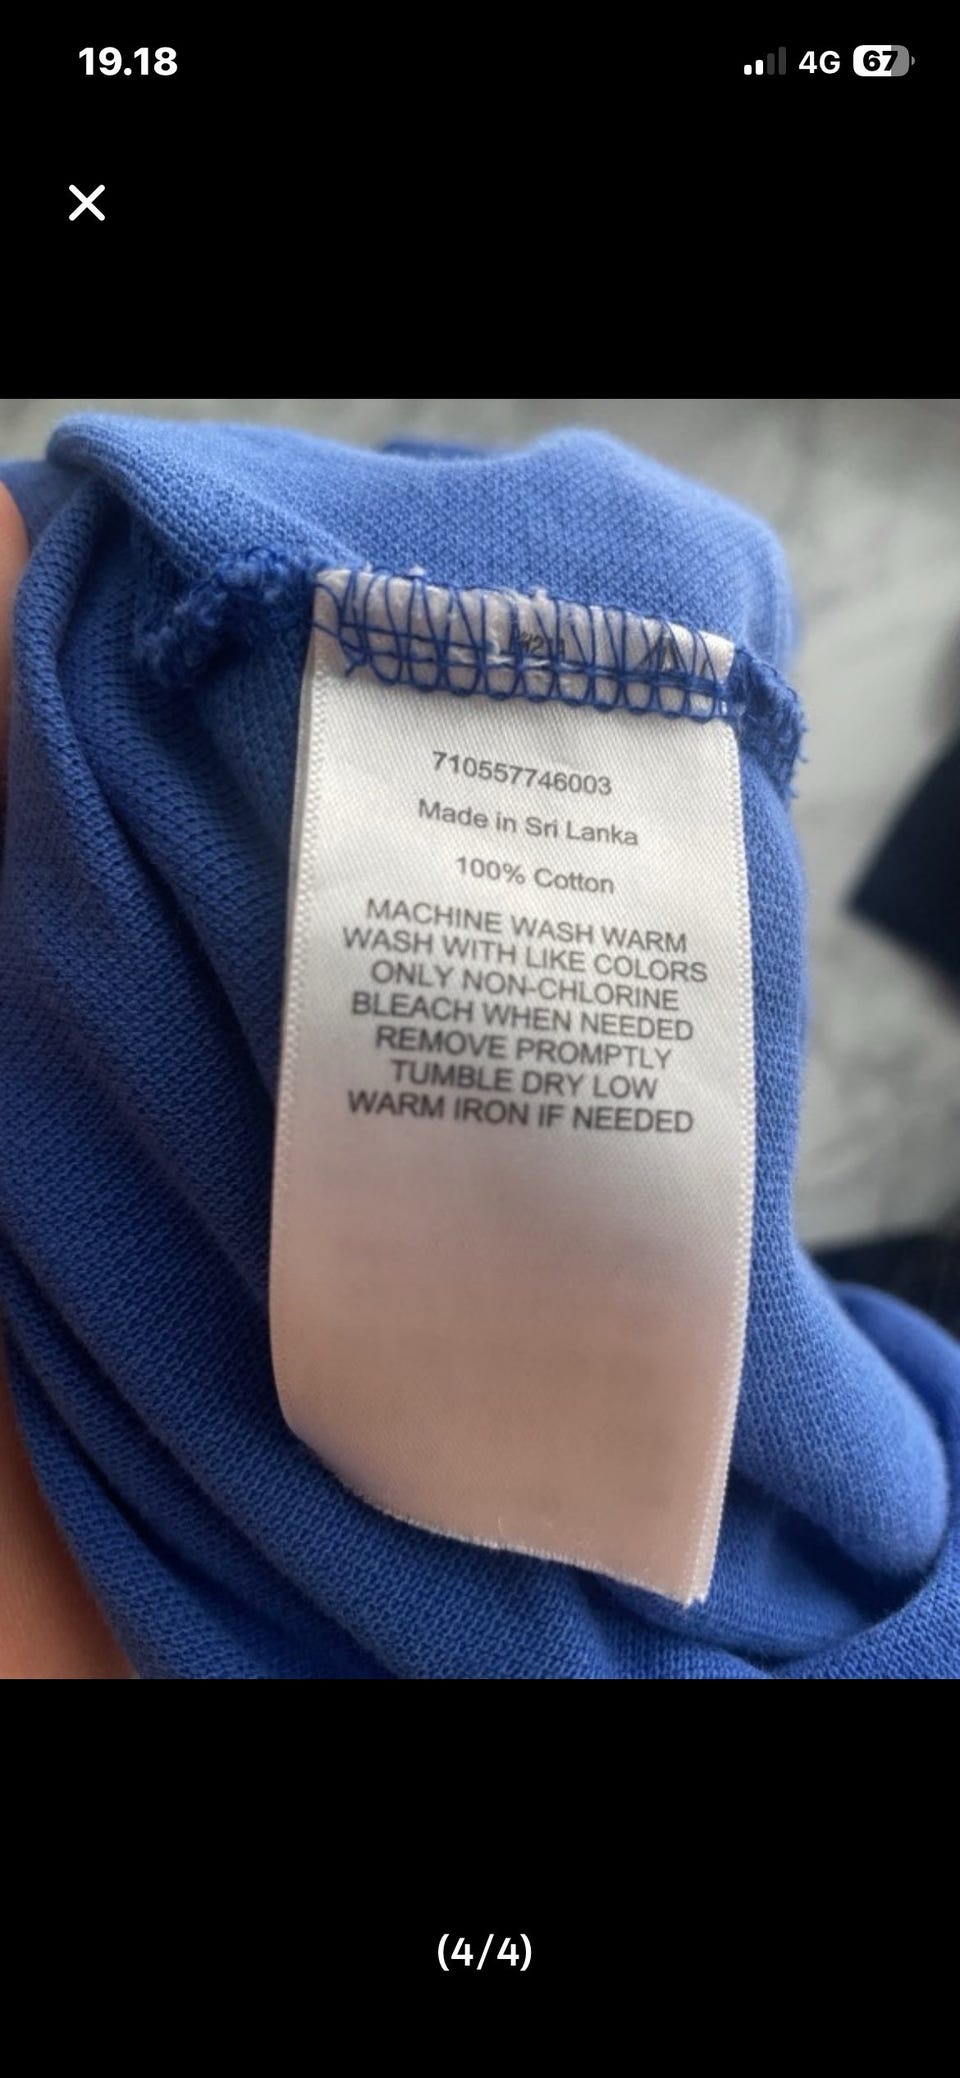 19.18
4G 67
710557746003
Made in Sri Lanka
100% Cotton
MACHINE WASH WARM
WASH WITH LIKE COLORS
ONLY NON-CHLORINE
BLEACH WHEN NEEDED
REMOVE PROMPTLY
TUMBLE DRY LOW
WARM IRON IF NEEDED
(4/4)